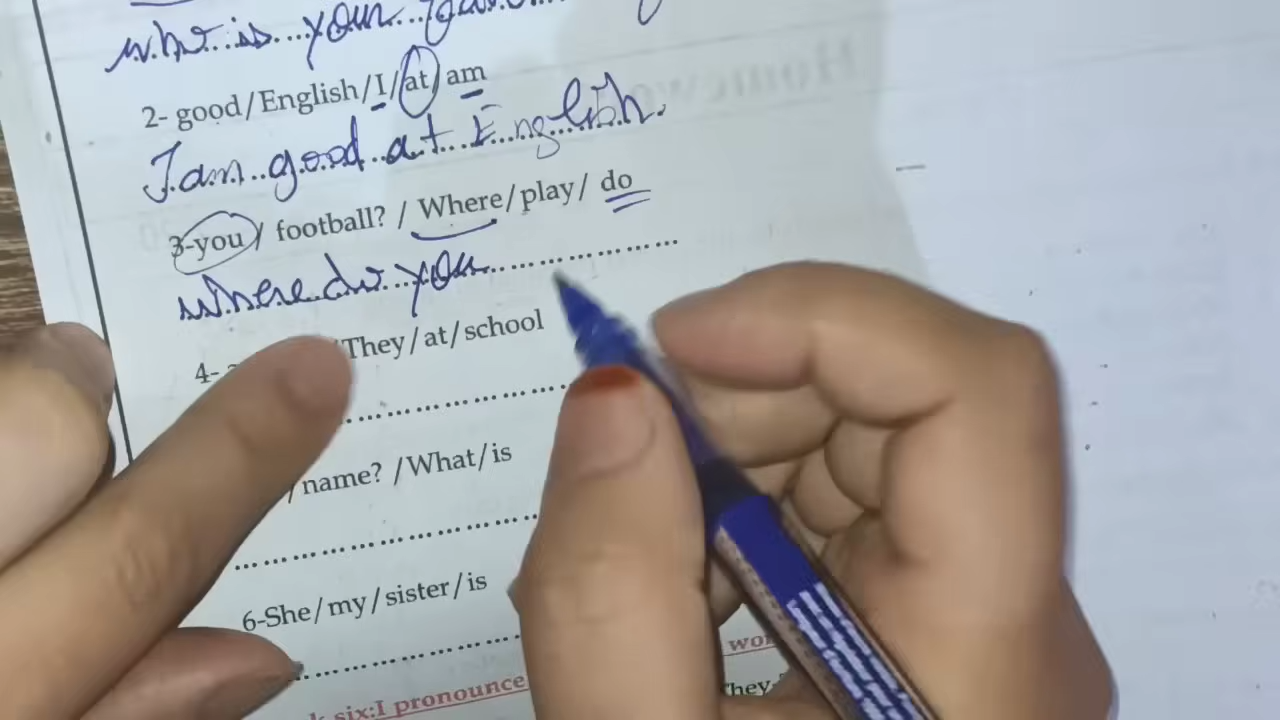 who is your
2- good/English/I/at/am
I am good at English.
3-you / football? / Where/play/ do
where do you
4- They/at/school
/name? /What/is
6-She/my/sister/is
six:I pronounce
They